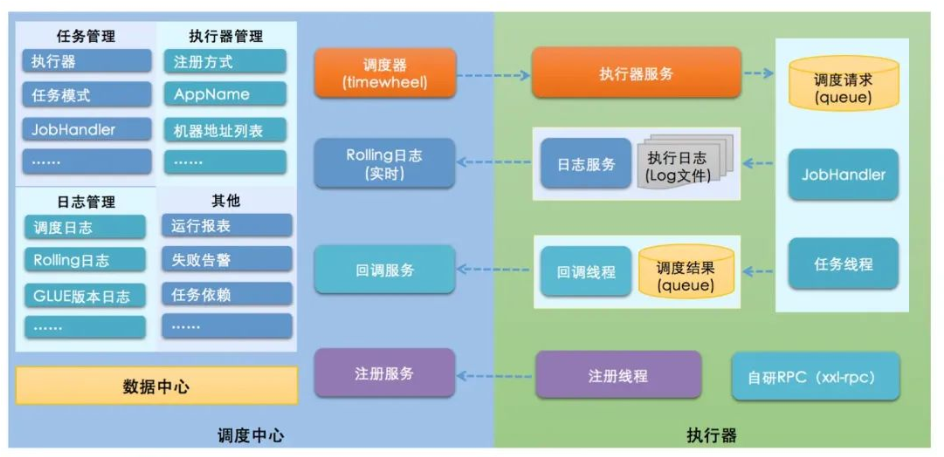 任务管理
执行器
任务模式
JobHandler
……
执行器管理
注册方式
AppName
机器地址列表
……
日志管理
调度日志
Rolling日志
GLUE版本日志
……
其他
运行报表
失败告警
任务依赖
……
数据中心
调度器
(timewheel)
Rolling日志
(实时)
回调服务
注册服务
调度中心
执行器服务
日志服务
执行日志
(Log文件)
回调线程
调度结果
(queue)
注册线程
调度请求
(queue)
JobHandler
任务线程
自研RPC（xxl-rpc）
执行器